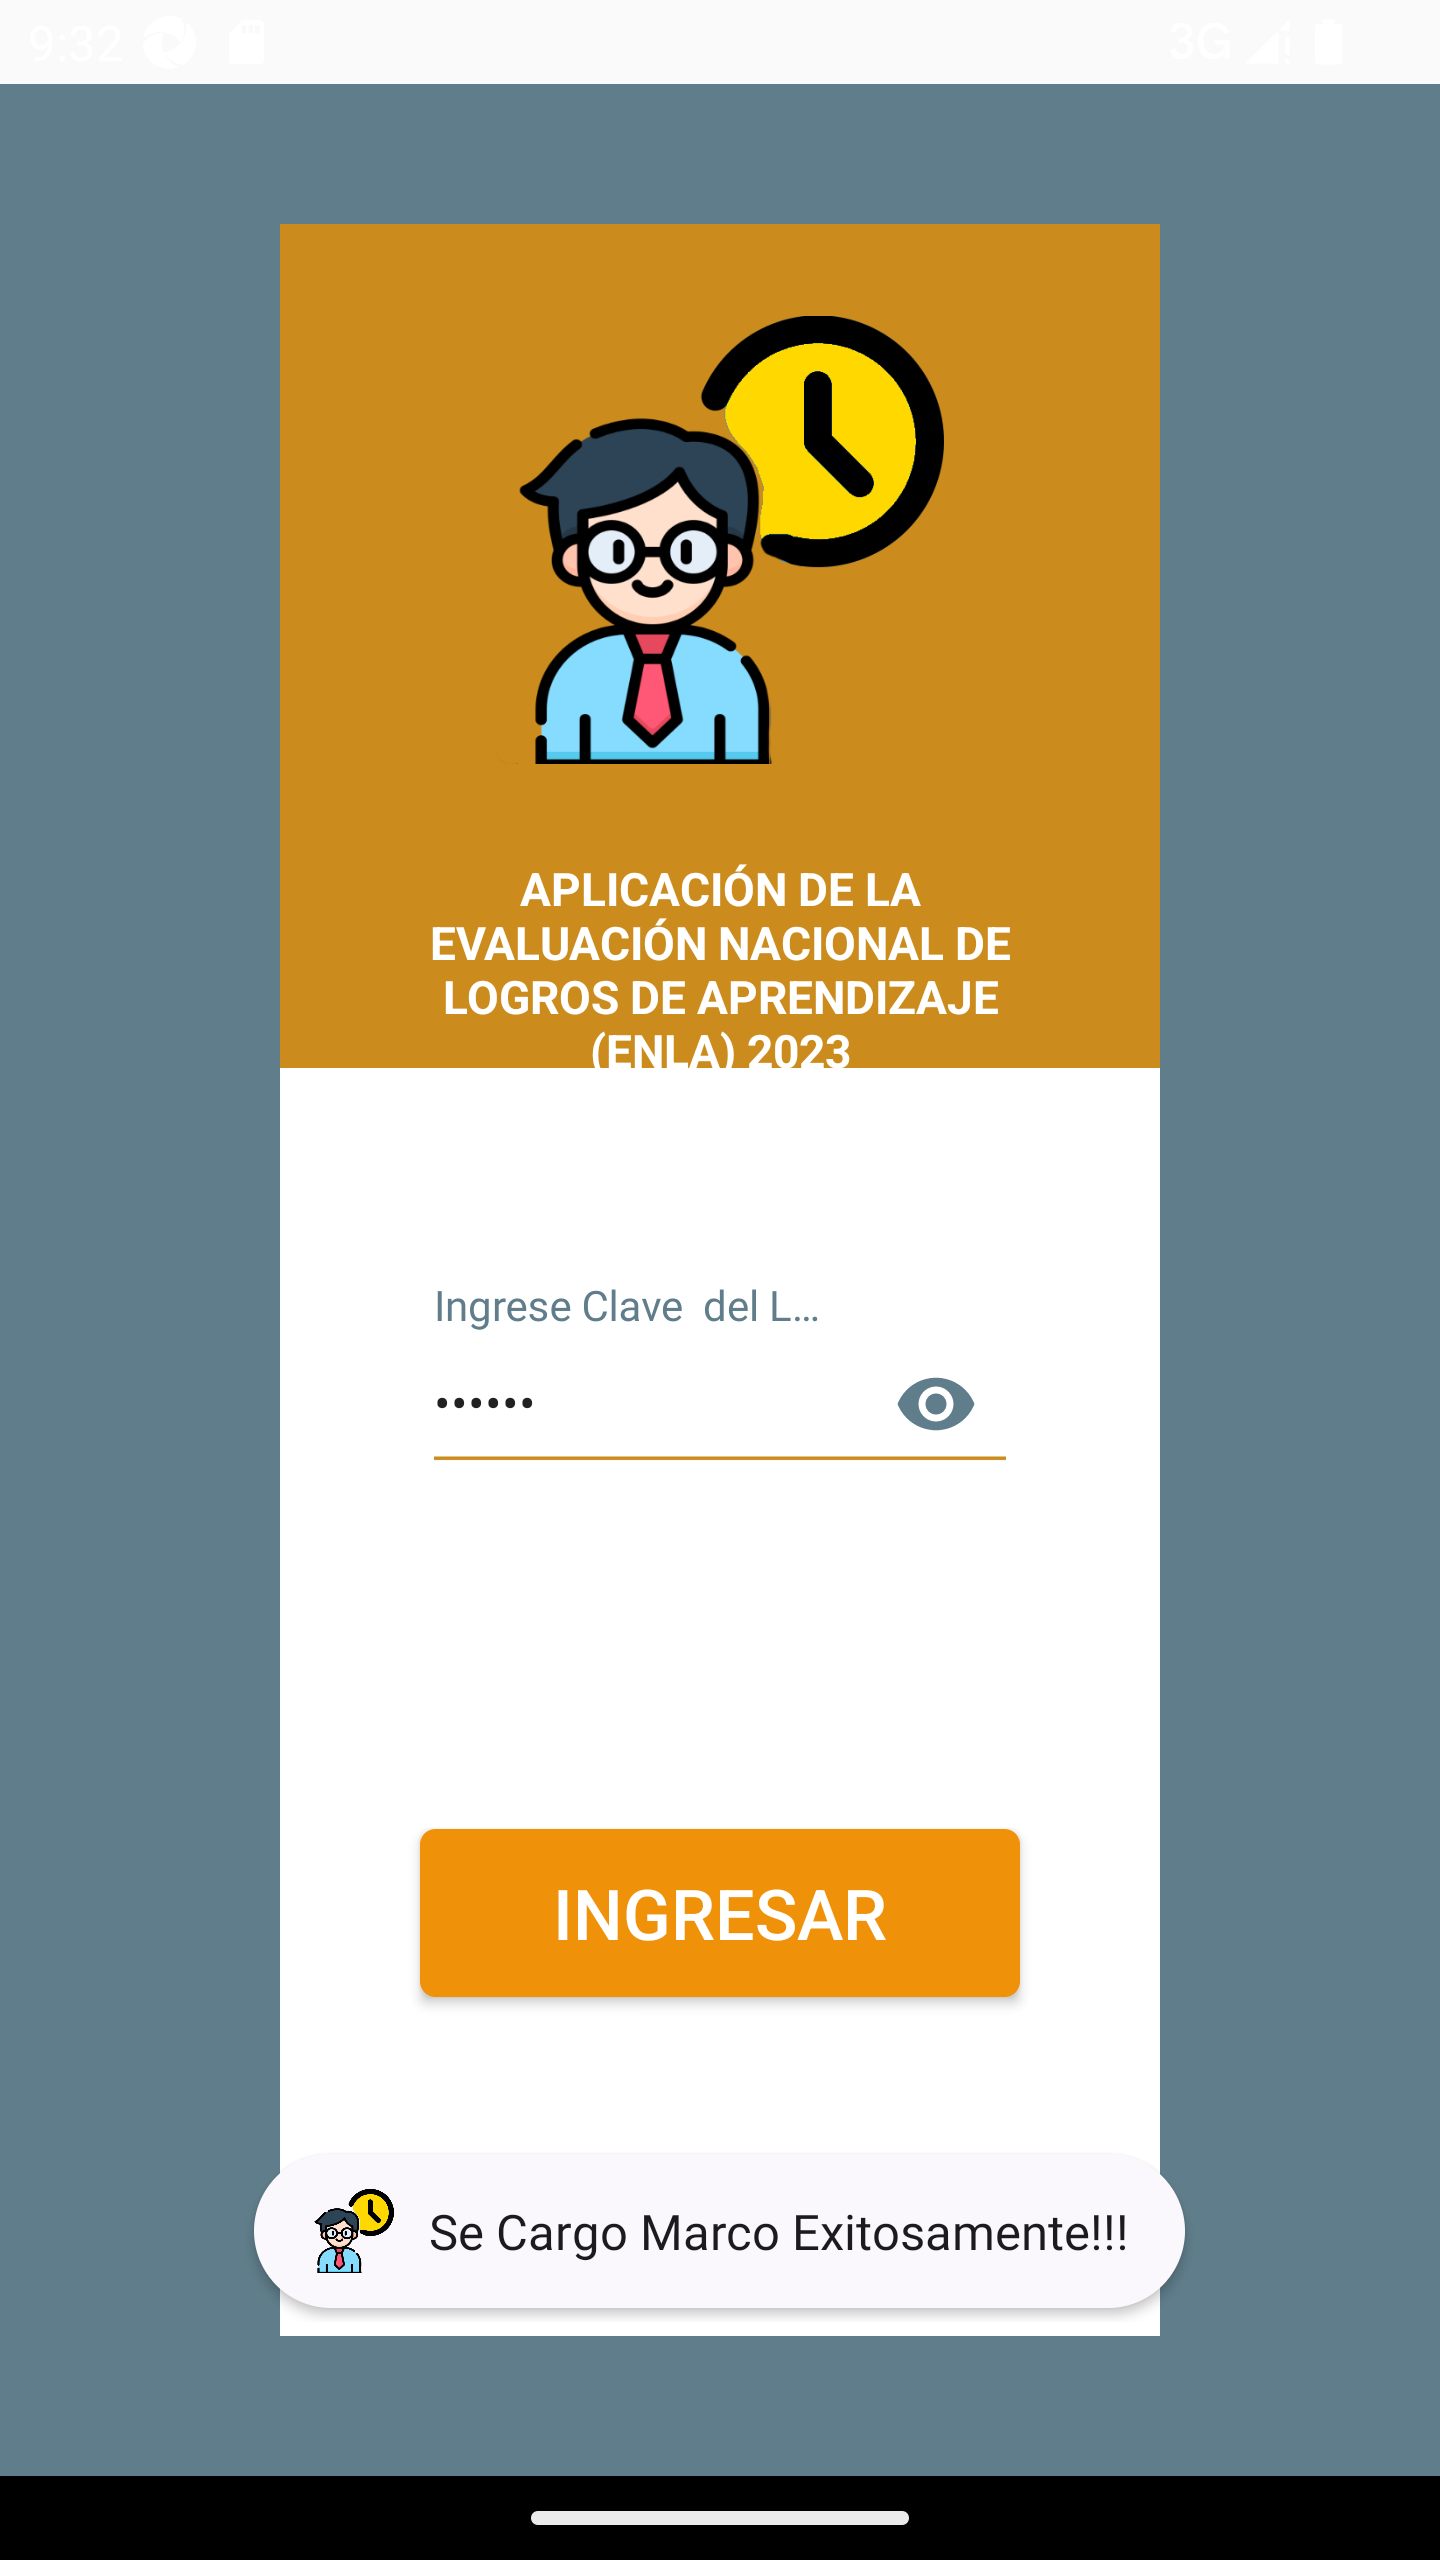 9:32
3G
APLICACIÓN DE LA
EVALUACIÓN NACIONAL DE
LOGROS DE APRENDIZAJE
(ENLA) 2023
Ingrese Clave  del L...
••••••
INGRESAR
Se Cargo Marco Exitosamente!!!